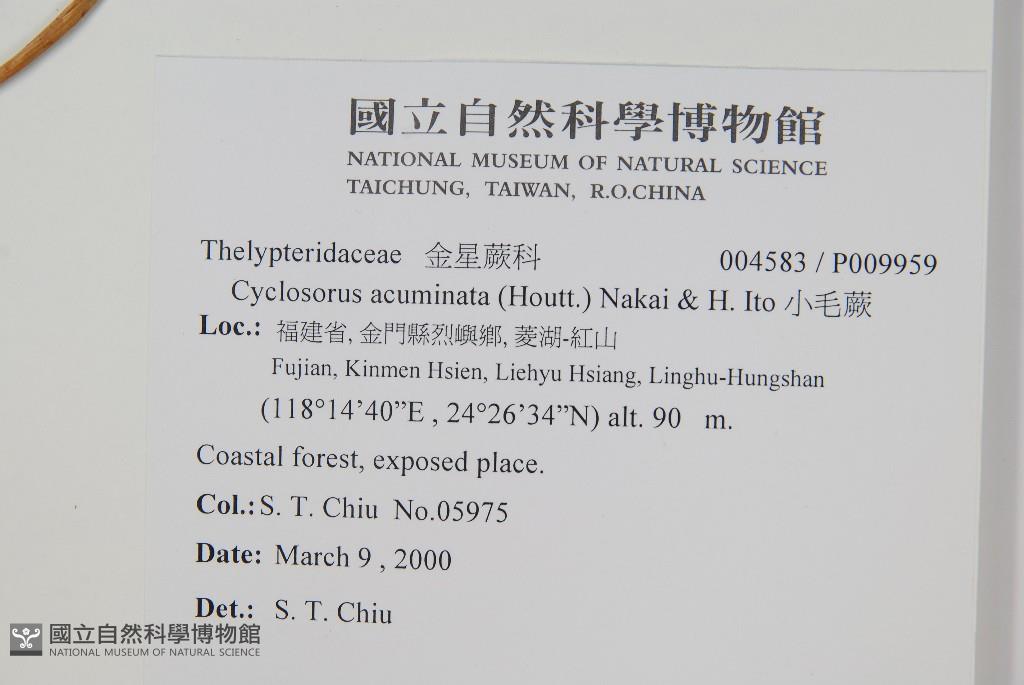 國立自然科學博物館
NATIONAL MUSEUM OF NATURAL SCIENCE
TAICHUNG, TAIWAN, R.O.CHINA
Thelypteridaceae 金星蕨科 004583 / P009959
Cyclosorus acuminata (Houtt.) Nakai & H. Ito 小毛蕨
Loc.: 福建省, 金門縣烈嶼鄉, 菱湖-紅山
Fujian, Kinmen Hsien, Liehyu Hsiang, Linghu-Hungshan
(118°14’40”E , 24°26’34”N) alt. 90 m.
Coastal forest, exposed place.
Col.: S. T. Chiu No.05975
Date: March 9 , 2000
Det.: S. T. Chiu
國立自然科學博物館
NATIONAL MUSEUM OF NATURAL SCIENCE